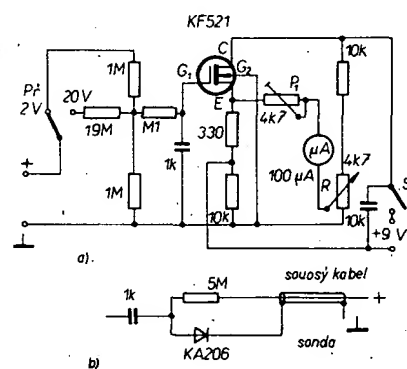 KF521
C
10k
1M
G₁
G₂
Př
2V
20V
E
P₁
19M
M1
330
4k7
1k
µA
100 µA
4k7
R
S
1M
10k
10k
+9 V
+
a).
1k
5M
souosý kabel
+
KA206
sonda
b)